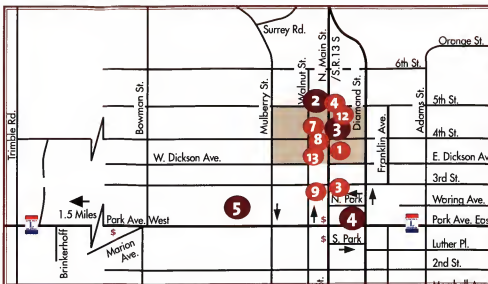 Surrey Rd.
Orange St.
6th St.
N. Main St.
/S.R.13 S
Walnut St.
Mulberry St.
Bowman St.
Trimble Rd.
Diamond St.
Franklin Ave.
Adams St.
2
4
12
5th St.
7
3
8
4th St.
1
13
W. Dickson Ave.
E. Dickson Av
3rd St.
9
3
N. Park
Woring Ave.
5
4
1.5 Miles
Park Ave. West
$
Park Ave. Eas
$
$
S. Park
Luther Pl.
Marion
Ave.
Brinkerhoff
2nd St.